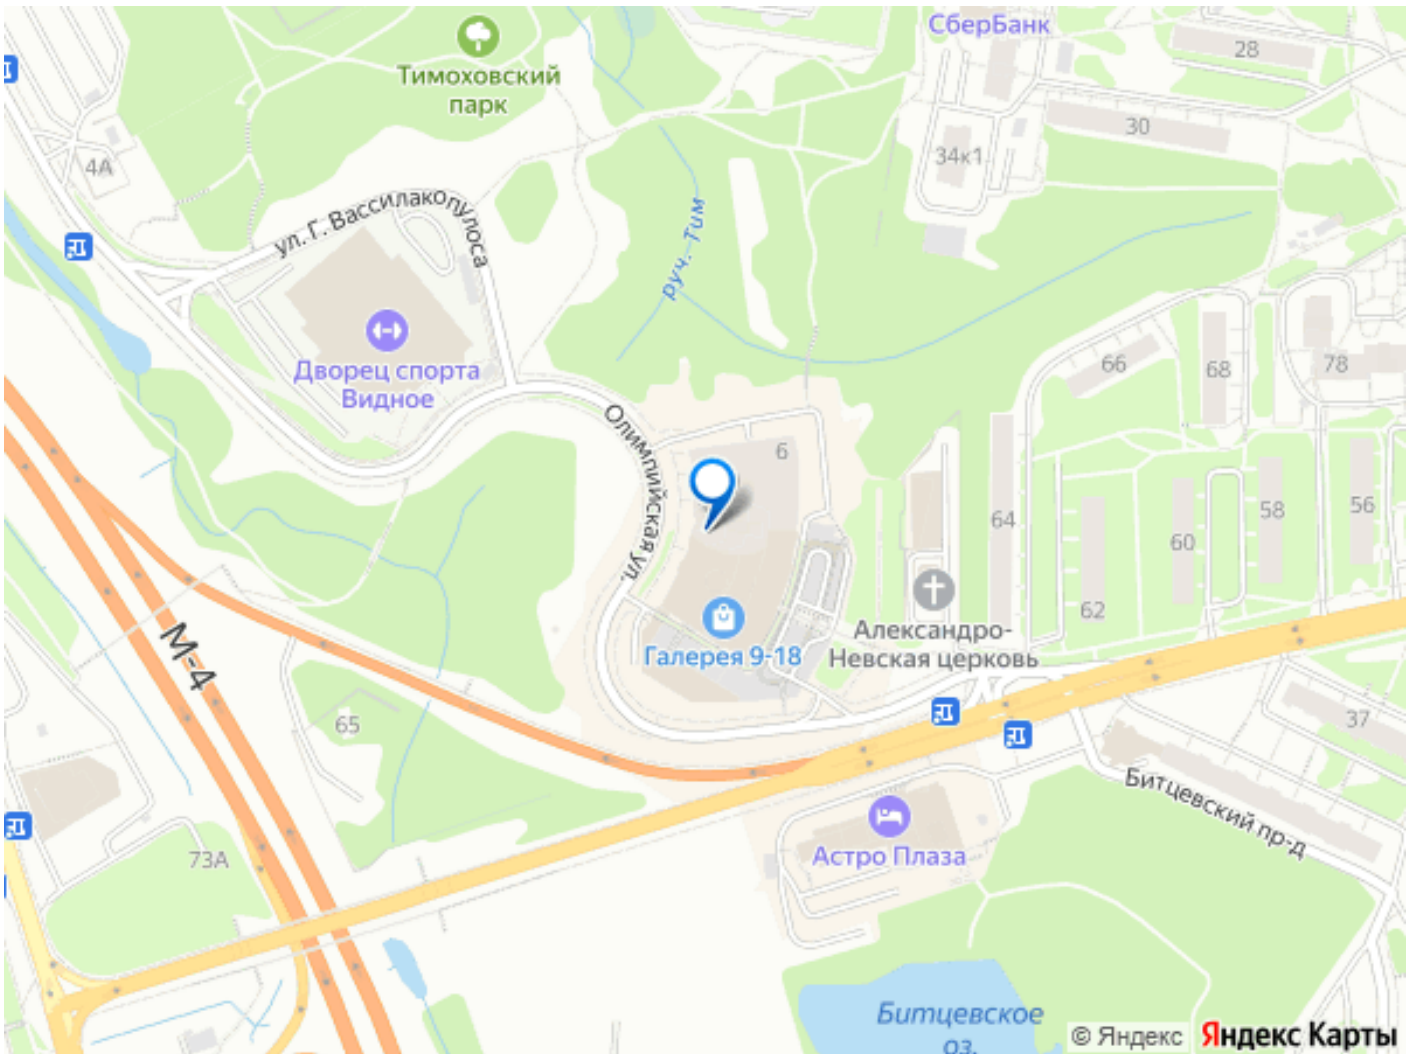 СберБанк
28
Тимоховский
парк
30
34к1
4А
ул. Г. Вассилакопулоса
руч. Тим
Дворец спорта
Видное
66
68
78
Олимпийская ул.
6
64
60
58
56
62
М-4
Галерея 9-18
Александро-
Невская церковь
65
37
Битцевский пр-д
73А
Астро Плаза
Битцевское
оз.
© Яндекс
Яндекс Карты